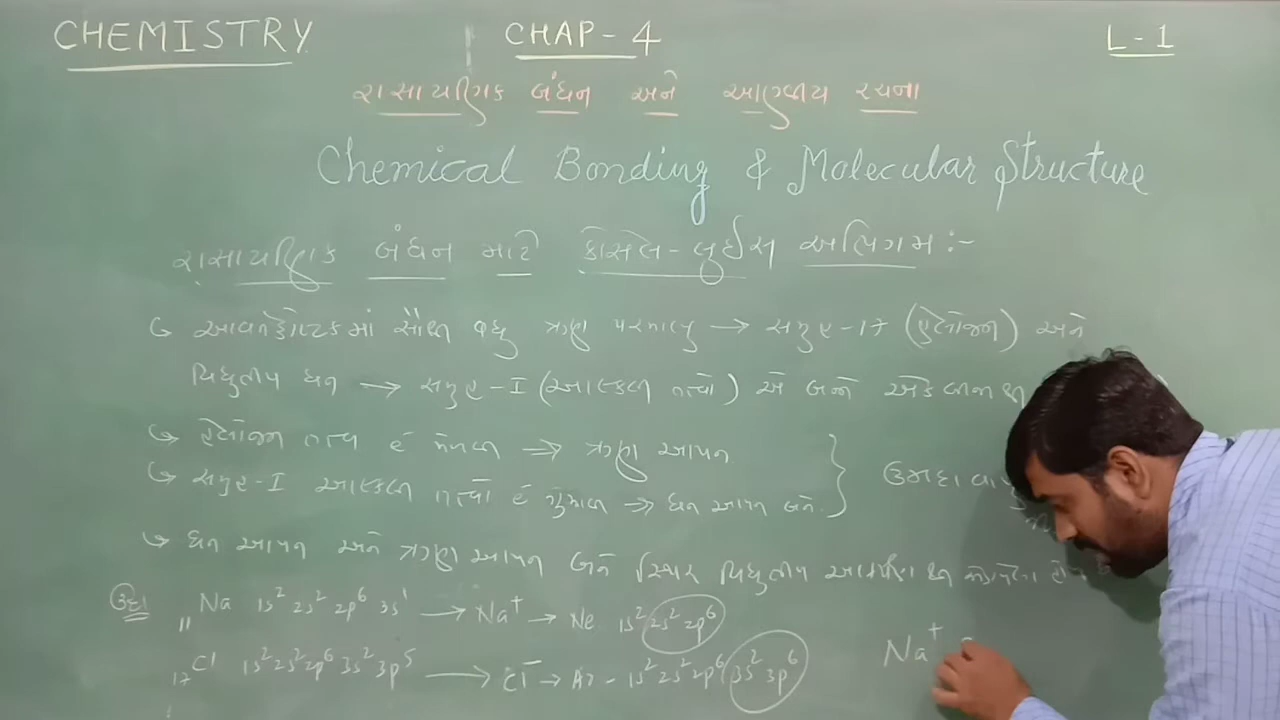 CHEMISTRY CHAP-4 L-1
રાસાયણિક બંધન અને આણ્વીય રચના
Chemical Bonding & Molecular Structure
રાસાયણિક બંધન માટે કોસેલ-લુઈસ અભિગમ:-
આવર્તકોષ્ટકમાં સૌથી વધુ ઋણ પરમાણુ → સમૂહ-17 (હેલોજન) અને
વિદ્યુતીય ધન → સમૂહ-I (આલ્કલી તત્વો) એ બન્ને એકબીજાથી
હેલોજન તત્વ e⁻ મેળવી ⇒ ઋણ આયન
સમૂહ-I આલ્કલી તત્વો e⁻ ગુમાવી ⇒ ધન આયન બને.
ધન આયન અને ઋણ આયન બંને સ્થિર વિદ્યુતીય આકર્ષણ થી જોડાયેલા હોય
ઉદા ₁₁Na 1s² 2s² 2p⁶ 3s¹ → Na⁺ → Ne 1s² 2s² 2p⁶
₁₇Cl 1s² 2s² 2p⁶ 3s² 3p⁵ → Cl⁻ → Ar - 1s² 2s² 2p⁶ 3s² 3p⁶ Na⁺